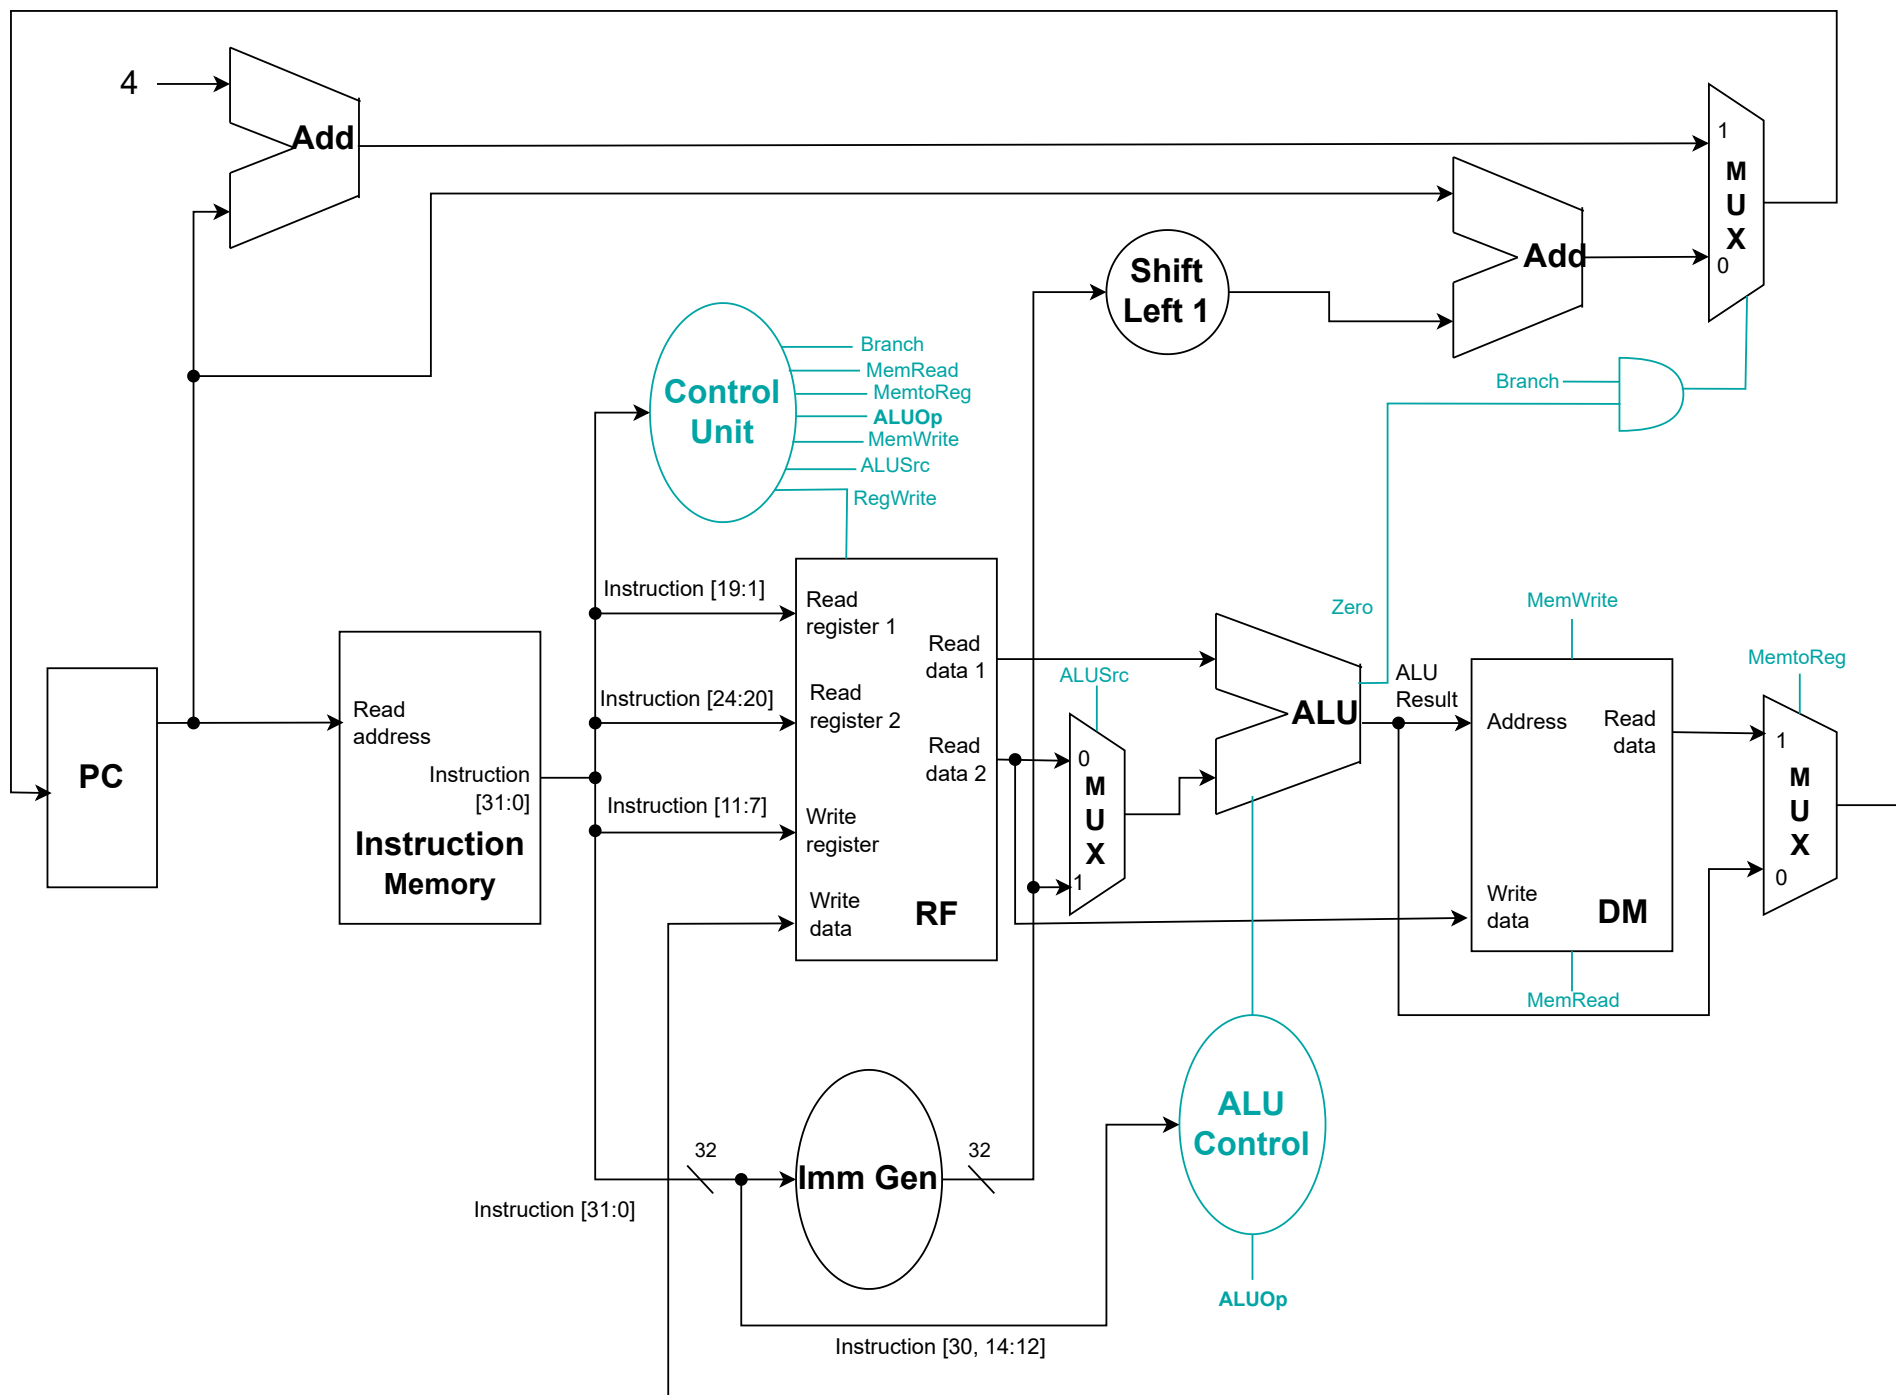 4
Add
1
M
U
X
0
Add
Shift
Left 1
Control
Unit
Branch
MemRead
MemtoReg
ALUOp
MemWrite
ALUSrc
RegWrite
Branch
Instruction [19:1]
Instruction [24:20]
Instruction [11:7]
Read
register 1
Read
register 2
Write
register
Write
data
Read
data 1
Read
data 2
RF
PC
Read
address
Instruction
[31:0]
Instruction
Memory
ALUSrc
0
M
U
X
1
Zero
ALU
ALU
Result
MemWrite
Address
Read
data
Write
data
DM
MemRead
MemtoReg
1
M
U
X
0
ALU
Control
ALUOp
32
Imm Gen
32
Instruction [31:0]
Instruction [30, 14:12]